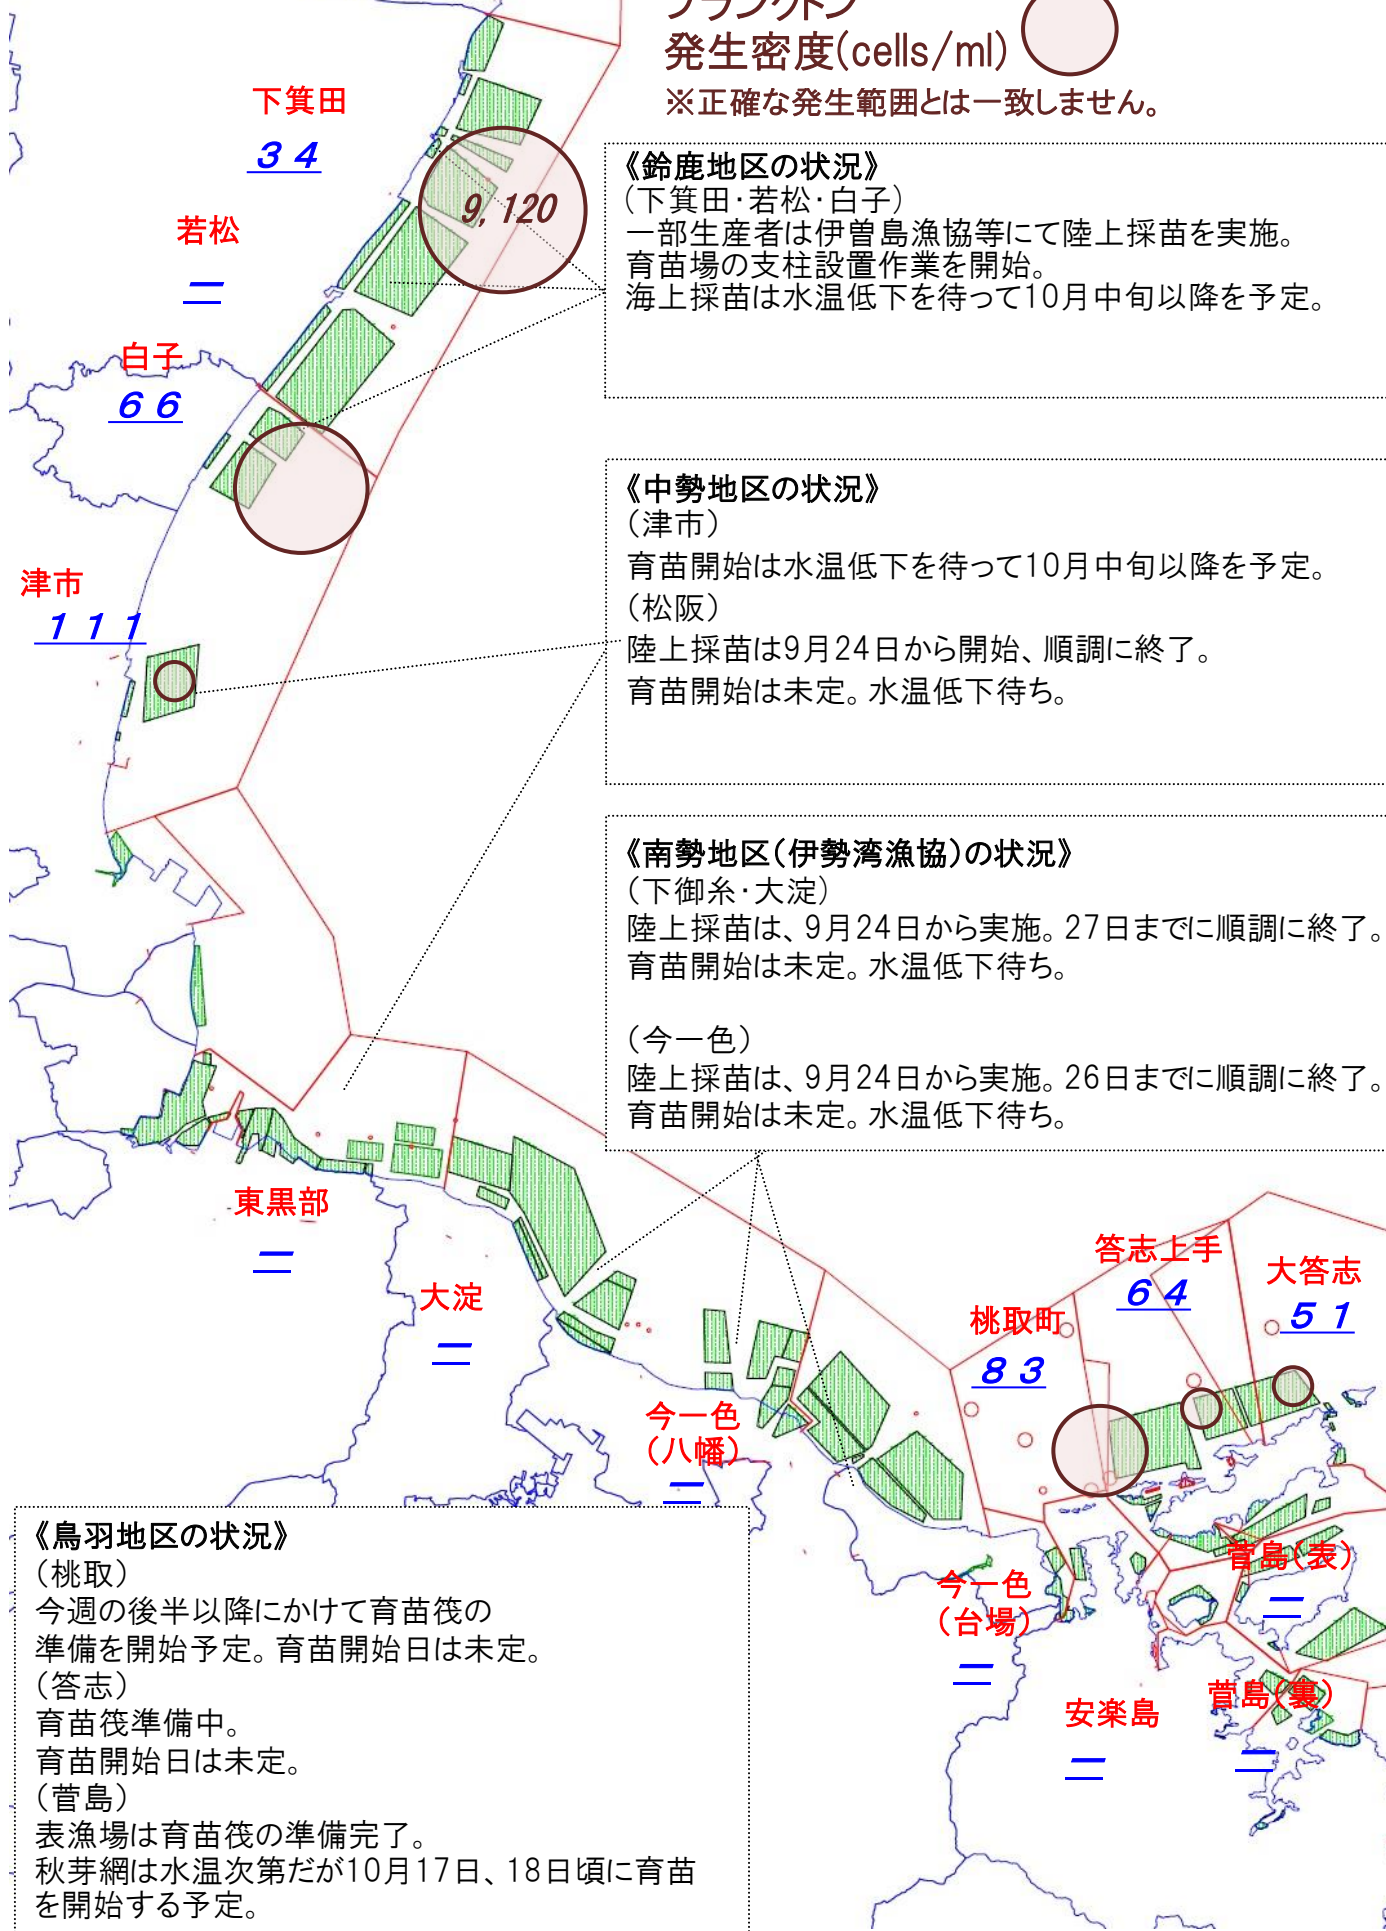 プランクトン
発生密度(cells/ml)
※正確な発生範囲とは一致しません。
下箕田
３４
若松
－
白子
６６
津市
１１１
9,120
《鈴鹿地区の状況》
（下箕田・若松・白子）
一部生産者は伊曽島漁協等にて陸上採苗を実施。
育苗場の支柱設置作業を開始。
海上採苗は水温低下を待って10月中旬以降を予定。
《中勢地区の状況》
（津市）
育苗開始は水温低下を待って10月中旬以降を予定。
（松阪）
陸上採苗は9月24日から開始、順調に終了。
育苗開始は未定。水温低下待ち。
《南勢地区（伊勢湾漁協）の状況》
（下御糸・大淀）
陸上採苗は、9月24日から実施。27日までに順調に終了。
育苗開始は未定。水温低下待ち。
（今一色）
陸上採苗は、9月24日から実施。26日までに順調に終了。
育苗開始は未定。水温低下待ち。
東黒部
－
大淀
－
今一色
（八幡）
－
桃取町
８３
答志上手
６４
大答志
５１
今一色
（台場）
－
菅島（表）
－
安楽島
－
菅島（裏）
－
《鳥羽地区の状況》
（桃取）
今週の後半以降にかけて育苗筏の
準備を開始予定。育苗開始日は未定。
（答志）
育苗筏準備中。
育苗開始日は未定。
（菅島）
表漁場は育苗筏の準備完了。
秋芽網は水温次第だが10月17日、18日頃に育苗
を開始する予定。